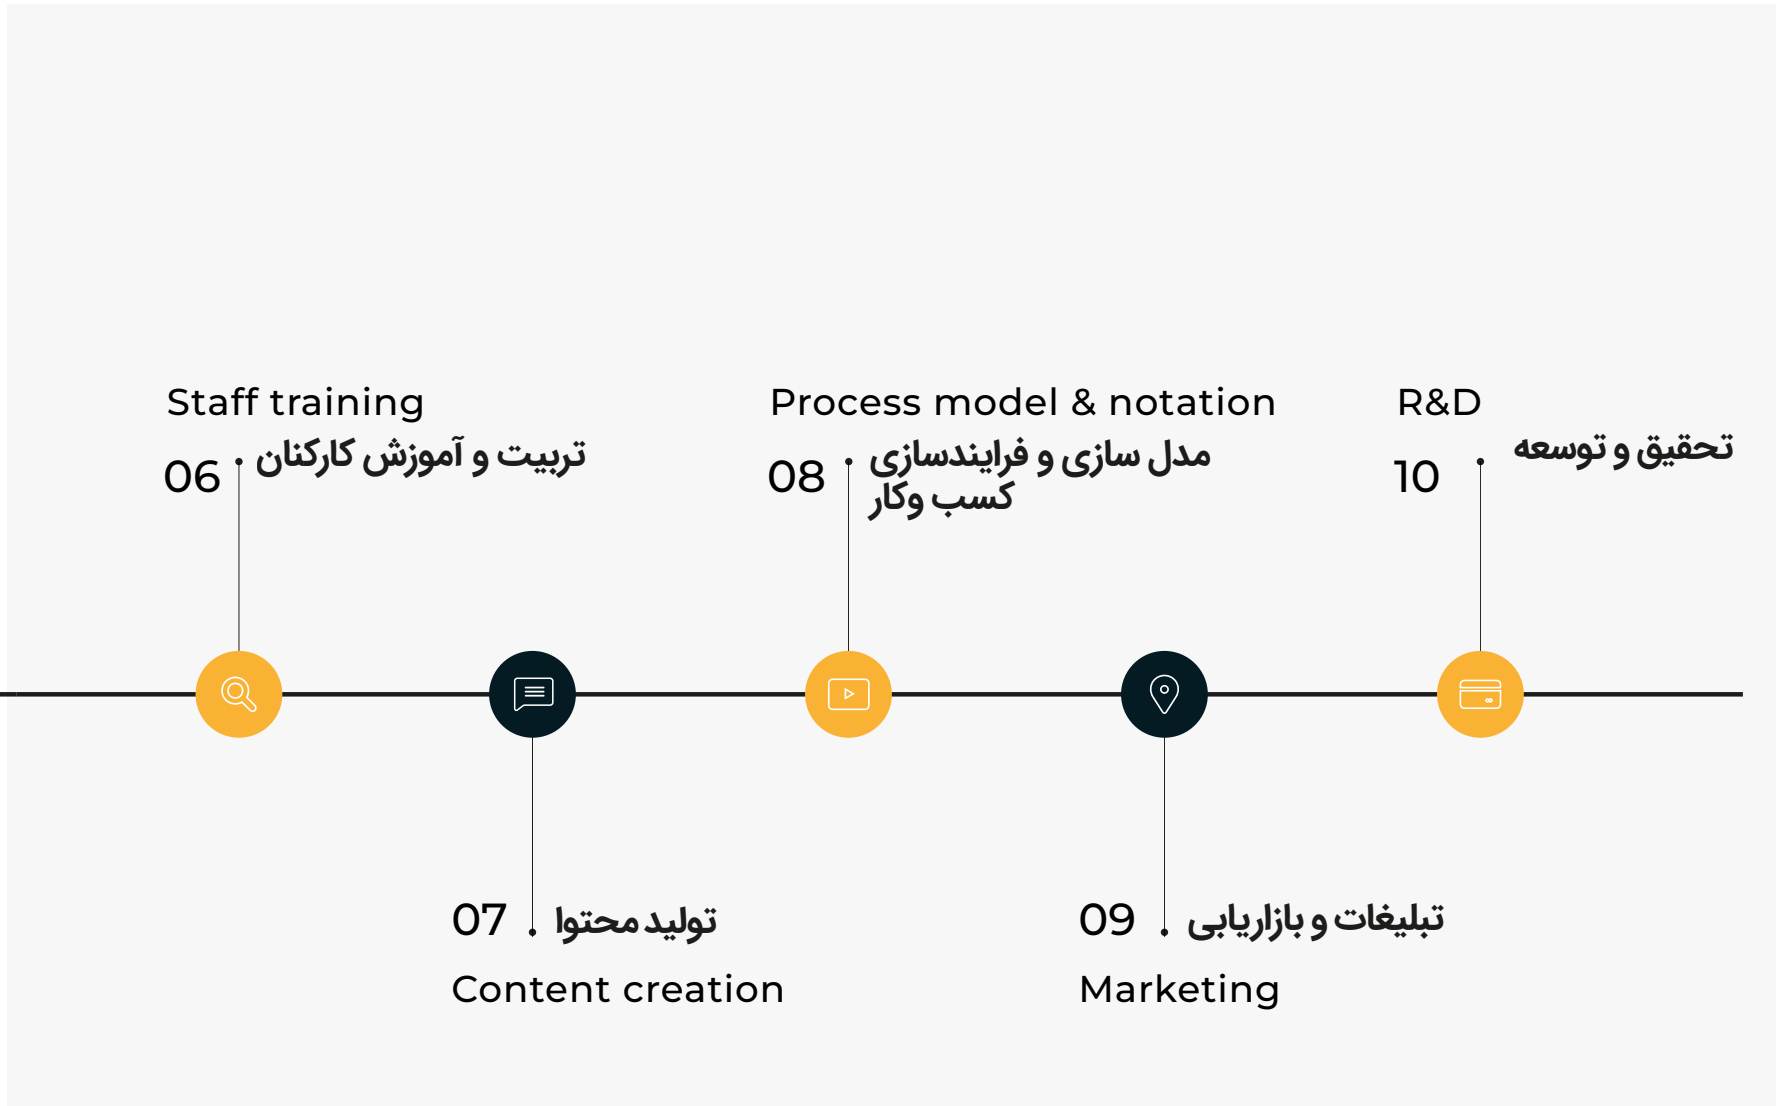 Staff training
06
تربیت و آموزش کارکنان
07
تولید محتوا
Content creation
Process model & notation
08
مدل سازی و فرایندسازی
کسب وکار
09
تبلیغات و بازاریابی
Marketing
R&D
10
تحقیق و توسعه